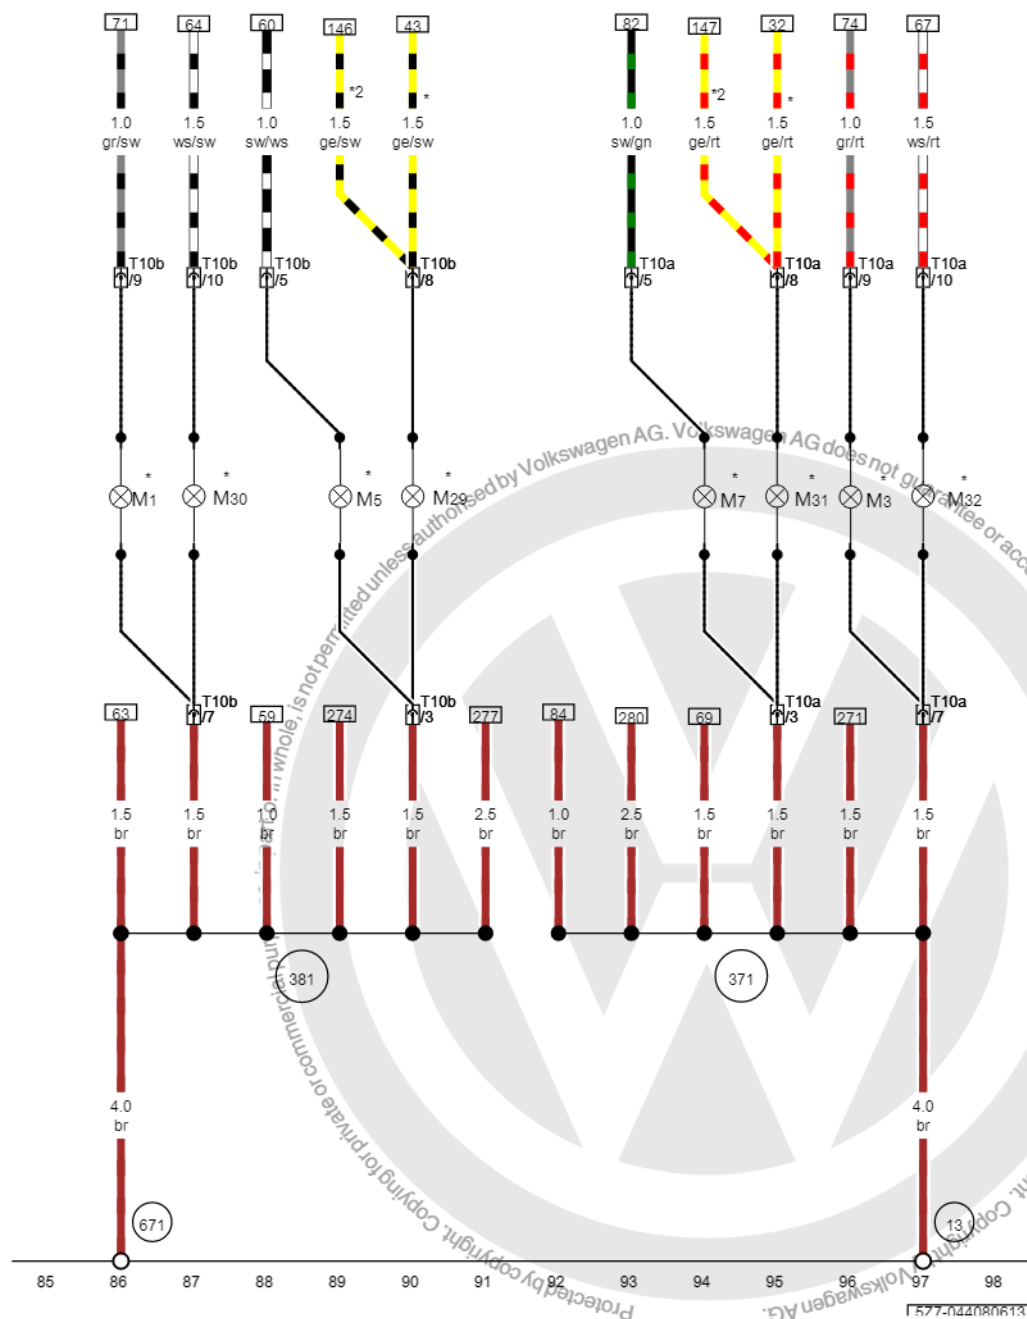 71 64 60 146 43 82 147 32 74 67
*2 * *2 *
1.0 1.5 1.0 1.5 1.5 1.0 1.5 1.5 1.0 1.5
gr/sw ws/sw sw/ws ge/sw ge/sw sw/gn ge/rt ge/rt gr/rt ws/rt
T10b T10b T10b T10b T10a T10a T10a T10a
/9 /10 /5 /8 /5 /8 /9 /10
* * * * * * * *
M1 M30 M5 M29 M7 M31 M3 M32
T10b T10b T10a T10a
/7 /3 /3 /7
63 59 274 277 84 280 69 271
1.5 1.5 1.0 1.5 1.5 2.5 1.0 2.5 1.5 1.5 1.5 1.5
br br br br br br br br br br br br
381 371
4.0 4.0
br br
671 13
85 86 87 88 89 90 91 92 93 94 95 96 97 98
577-044080613
Protected by copyright. Copying for private or commercial purposes, in part or in whole, is not permitted unless authorised by Volkswagen AG. Volkswagen AG does not guarantee or acc
nt. Copyright by Volkswagen AG.